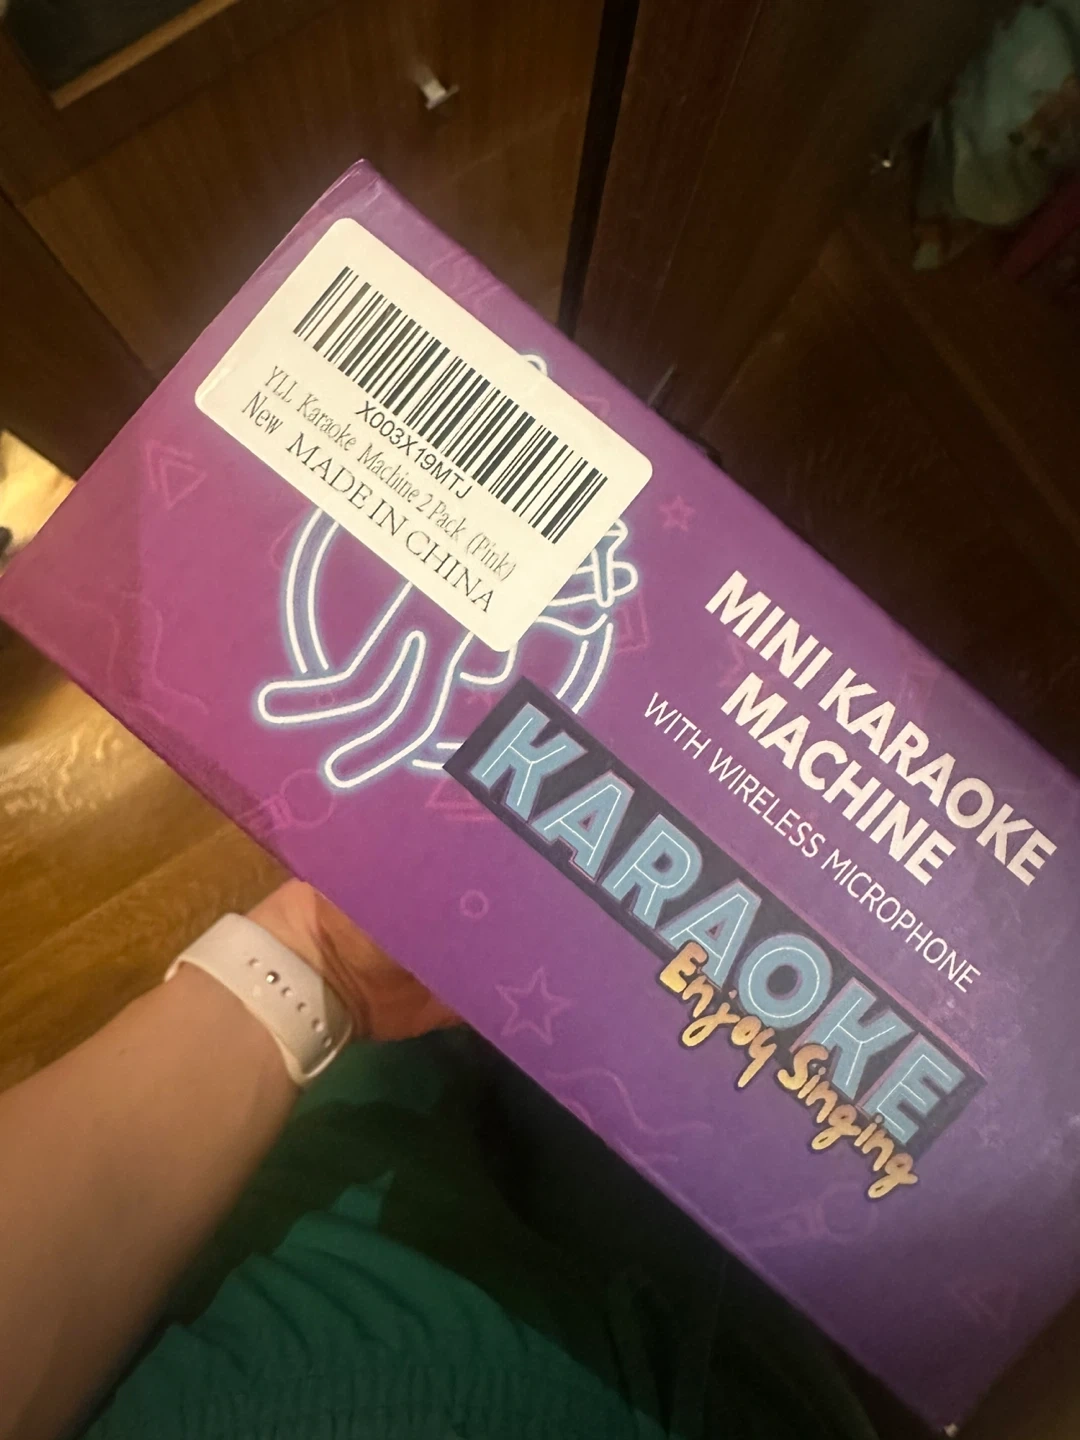 X003X19MTJ
YLL Karaoke Machine 2 Pack (Pink)
New MADE IN CHINA
MINI KARAOKE
MACHINE
WITH WIRELESS MICROPHONE
KARAOKE
Enjoy Singing